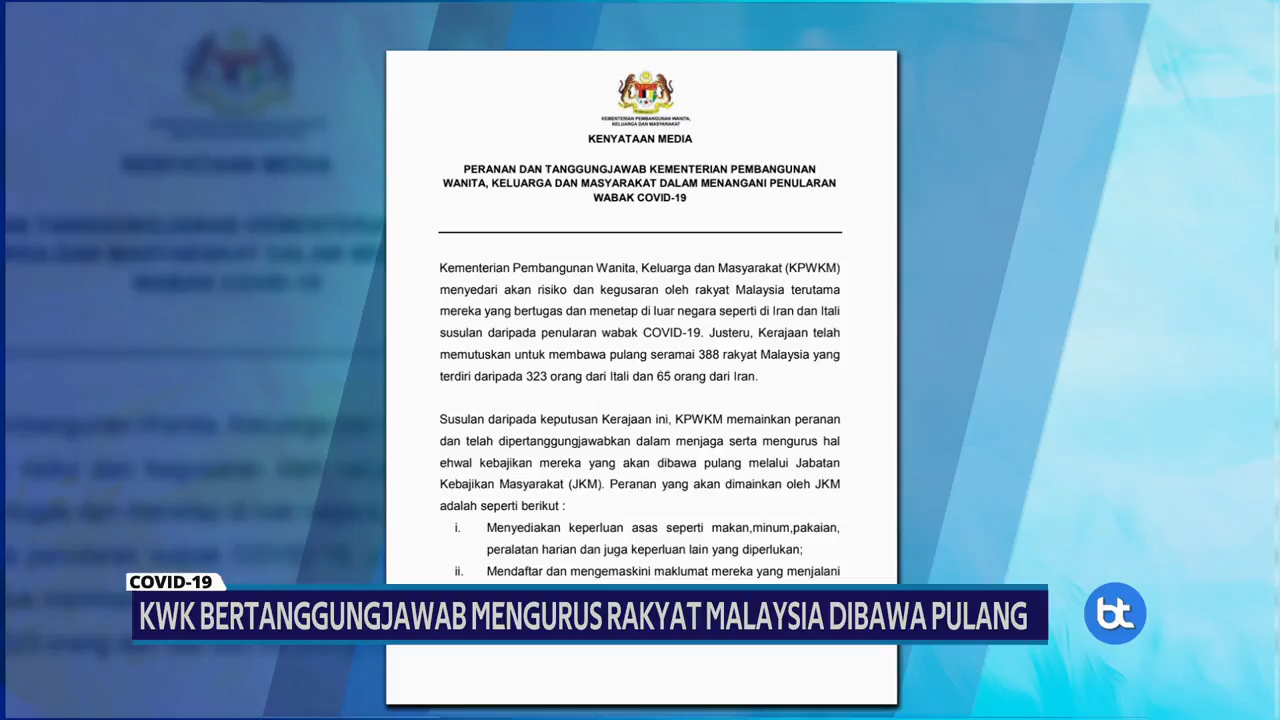 KEMENTERIAN PEMBANGUNAN WANITA,
KELUARGA DAN MASYARAKAT
KENYATAAN MEDIA
PERANAN DAN TANGGUNGJAWAB KEMENTERIAN PEMBANGUNAN
WANITA, KELUARGA DAN MASYARAKAT DALAM MENANGANI PENULARAN
WABAK COVID-19
Kementerian Pembangunan Wanita, Keluarga dan Masyarakat (KPWKM)
menyedari akan risiko dan kegusaran oleh rakyat Malaysia terutama
mereka yang bertugas dan menetap di luar negara seperti di Iran dan Itali
susulan daripada penularan wabak COVID-19. Justeru, Kerajaan telah
memutuskan untuk membawa pulang seramai 388 rakyat Malaysia yang
terdiri daripada 323 orang dari Itali dan 65 orang dari Iran.
Susulan daripada keputusan Kerajaan ini, KPWKM memainkan peranan
dan telah dipertanggungjawabkan dalam menjaga serta mengurus hal
ehwal kebajikan mereka yang akan dibawa pulang melalui Jabatan
Kebajikan Masyarakat (JKM). Peranan yang akan dimainkan oleh JKM
adalah seperti berikut :
i. Menyediakan keperluan asas seperti makan,minum,pakaian,
peralatan harian dan juga keperluan lain yang diperlukan;
ii. Mendaftar dan mengemaskini maklumat mereka yang menjalani
COVID-19
KWK BERTANGGUNGJAWAB MENGURUS RAKYAT MALAYSIA DIBAWA PULANG
bt